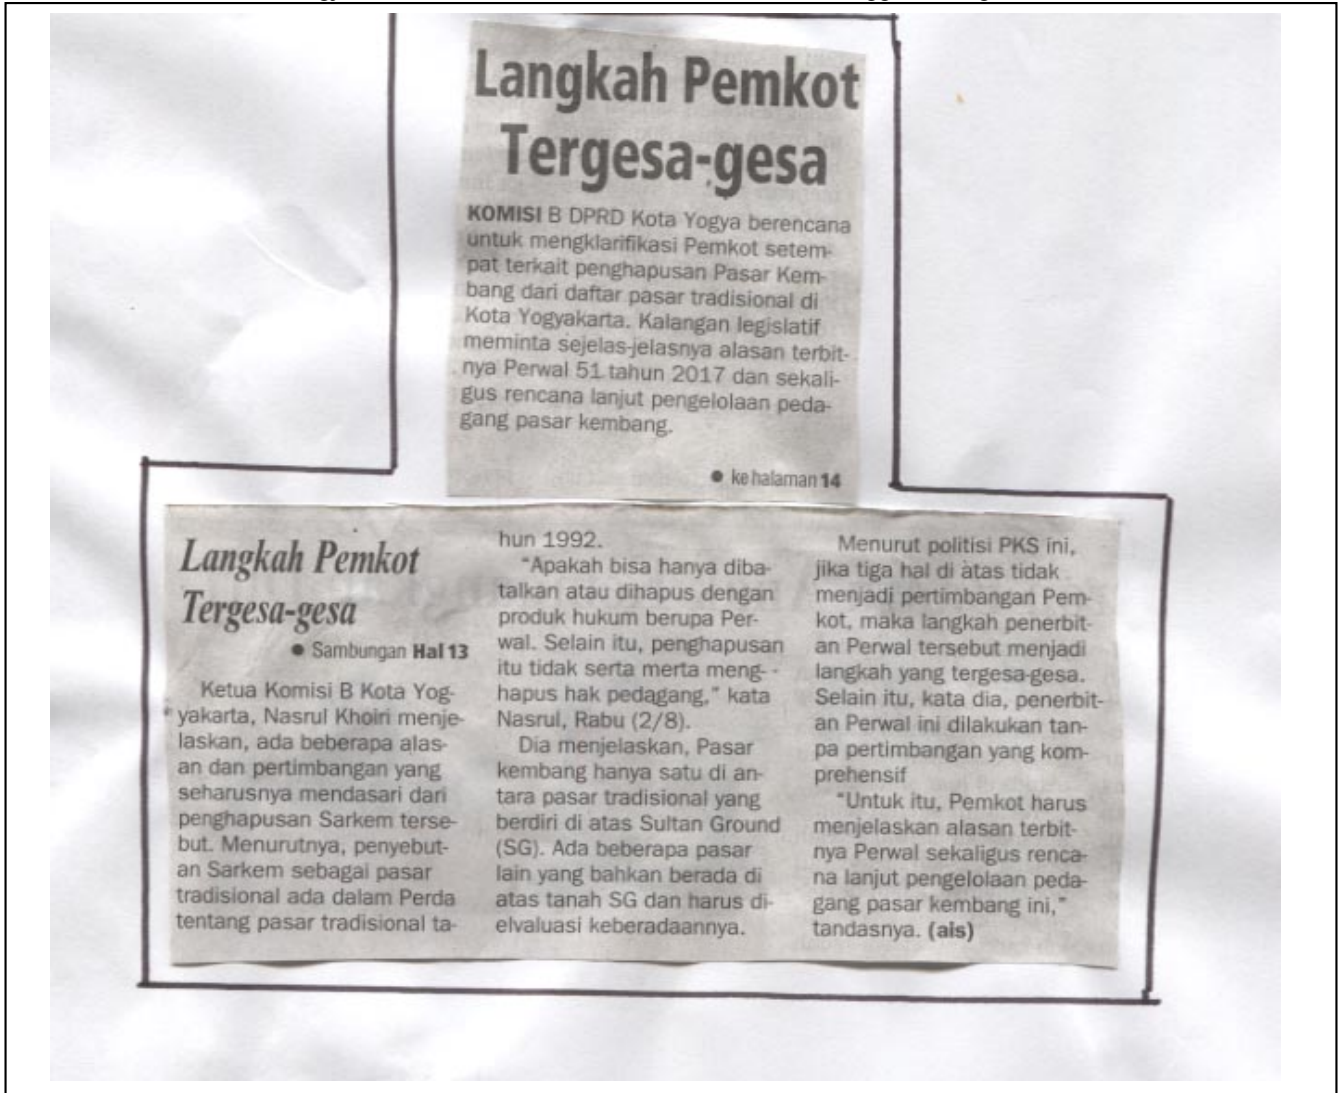 Langkah Pemkot
Tergesa-gesa
KOMISI B DPRD Kota Yogya berencana
untuk mengklarifikasi Pemkot setem-
pat terkait penghapusan Pasar Kem-
bang dari daftar pasar tradisional di
Kota Yogyakarta. Kalangan legislatif
meminta sejelas-jelasnya alasan terbit-
nya Perwal 51 tahun 2017 dan sekali-
gus rencana lanjut pengelolaan peda-
gang pasar kembang.
● ke halaman 14
Langkah Pemkot
Tergesa-gesa
● Sambungan Hal 13
Ketua Komisi B Kota Yog-
yakarta, Nasrul Khoiri menje-
laskan, ada beberapa alas-
an dan pertimbangan yang
seharusnya mendasari dari
penghapusan Sarkem terse-
but. Menurutnya, penyebut-
an Sarkem sebagai pasar
tradisional ada dalam Perda
tentang pasar tradisional ta-
hun 1992.
"Apakah bisa hanya diba-
talkan atau dihapus dengan
produk hukum berupa Per-
wal. Selain itu, penghapusan
itu tidak serta merta meng-
hapus hak pedagang," kata
Nasrul, Rabu (2/8).
Dia menjelaskan, Pasar
kembang hanya satu di an-
tara pasar tradisional yang
berdiri di atas Sultan Ground
(SG). Ada beberapa pasar
lain yang bahkan berada di
atas tanah SG dan harus di-
elvaluasi keberadaannya.
Menurut politisi PKS ini,
jika tiga hal di atas tidak
menjadi pertimbangan Pem-
kot, maka langkah penerbit-
an Perwal tersebut menjadi
langkah yang tergesa-gesa.
Selain itu, kata dia, penerbit-
an Perwal ini dilakukan tan-
pa pertimbangan yang kom-
prehensif
"Untuk itu, Pemkot harus
menjelaskan alasan terbit-
nya Perwal sekaligus renca-
na lanjut pengelolaan peda-
gang pasar kembang ini,"
tandasnya. (ais)